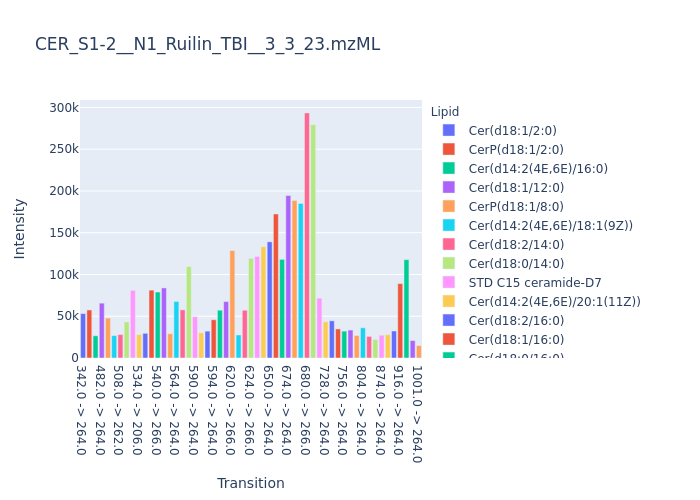 CER_S1-2__N1_Ruilin_TBI__3_3_23.mzML
Intensity
300k
250k
200k
150k
100k
50k
0
342.0 -> 264.0
482.0 -> 264.0
508.0 -> 262.0
534.0 -> 206.0
540.0 -> 266.0
564.0 -> 264.0
590.0 -> 264.0
594.0 -> 264.0
620.0 -> 266.0
624.0 -> 266.0
650.0 -> 264.0
674.0 -> 264.0
680.0 -> 266.0
728.0 -> 264.0
756.0 -> 264.0
804.0 -> 264.0
874.0 -> 264.0
916.0 -> 264.0
1001.0 -> 264.0
Transition
Lipid
Cer(d18:1/2:0)
CerP(d18:1/2:0)
Cer(d14:2(4E,6E)/16:0)
Cer(d18:1/12:0)
CerP(d18:1/8:0)
Cer(d14:2(4E,6E)/18:1(9Z))
Cer(d18:2/14:0)
Cer(d18:0/14:0)
STD C15 ceramide-D7
Cer(d14:2(4E,6E)/20:1(11Z))
Cer(d18:2/16:0)
Cer(d18:1/16:0)
Cer(d18:0/16:0)